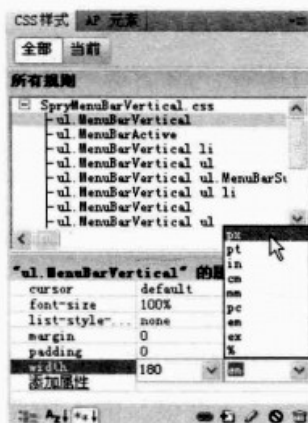 CSS样式 AP 元素
全部 当前
所有规则
SpryMenuBarVertical.css
ul.MenuBarVertical
ul.MenuBarActive
ul.MenuBarVertical li
ul.MenuBarVertical ul
ul.MenuBarVertical ul.MenuBarSu
ul.MenuBarVertical ul li
ul.MenuBarVertical
ul.MenuBarVertical ul
"ul.MenuBarVertical" 的
cursor default
font-size 100%
list-style-... none
margin 0
padding 0
width 180 em
添加属性
px
pt
in
cm
mm
pc
em
ex
%